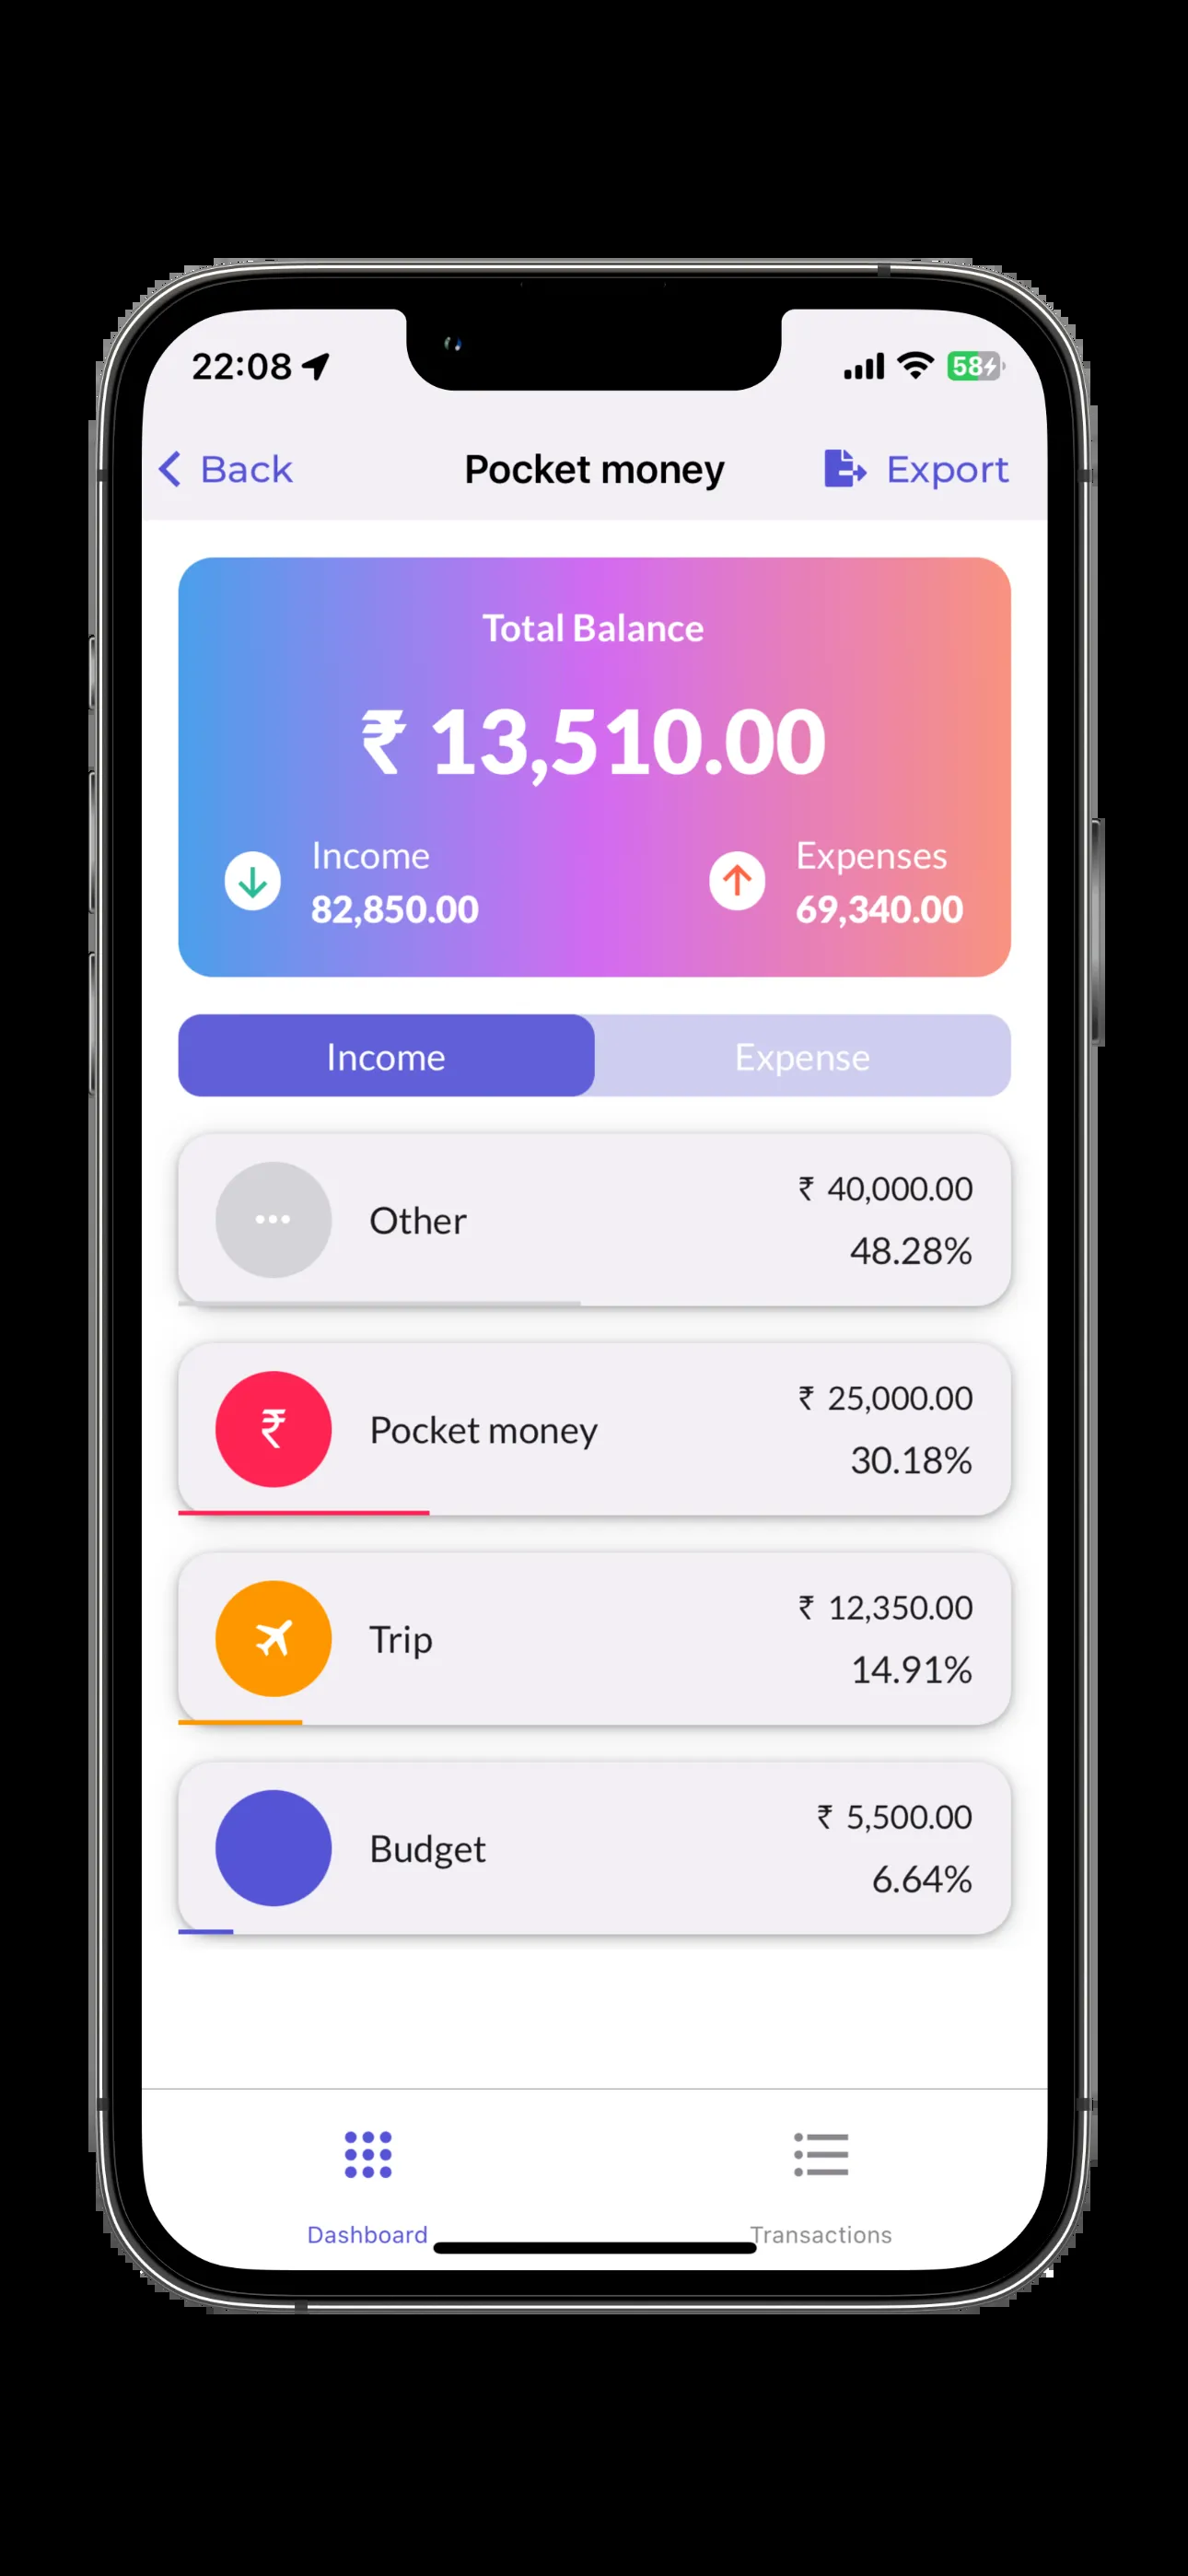 22:08
58
Back
Pocket money
Export
Total Balance
₹ 13,510.00
Income
82,850.00
Expenses
69,340.00
Income
Expense
Other
₹ 40,000.00
48.28%
₹
Pocket money
₹ 25,000.00
30.18%
Trip
₹ 12,350.00
14.91%
Budget
₹ 5,500.00
6.64%
Dashboard
Transactions